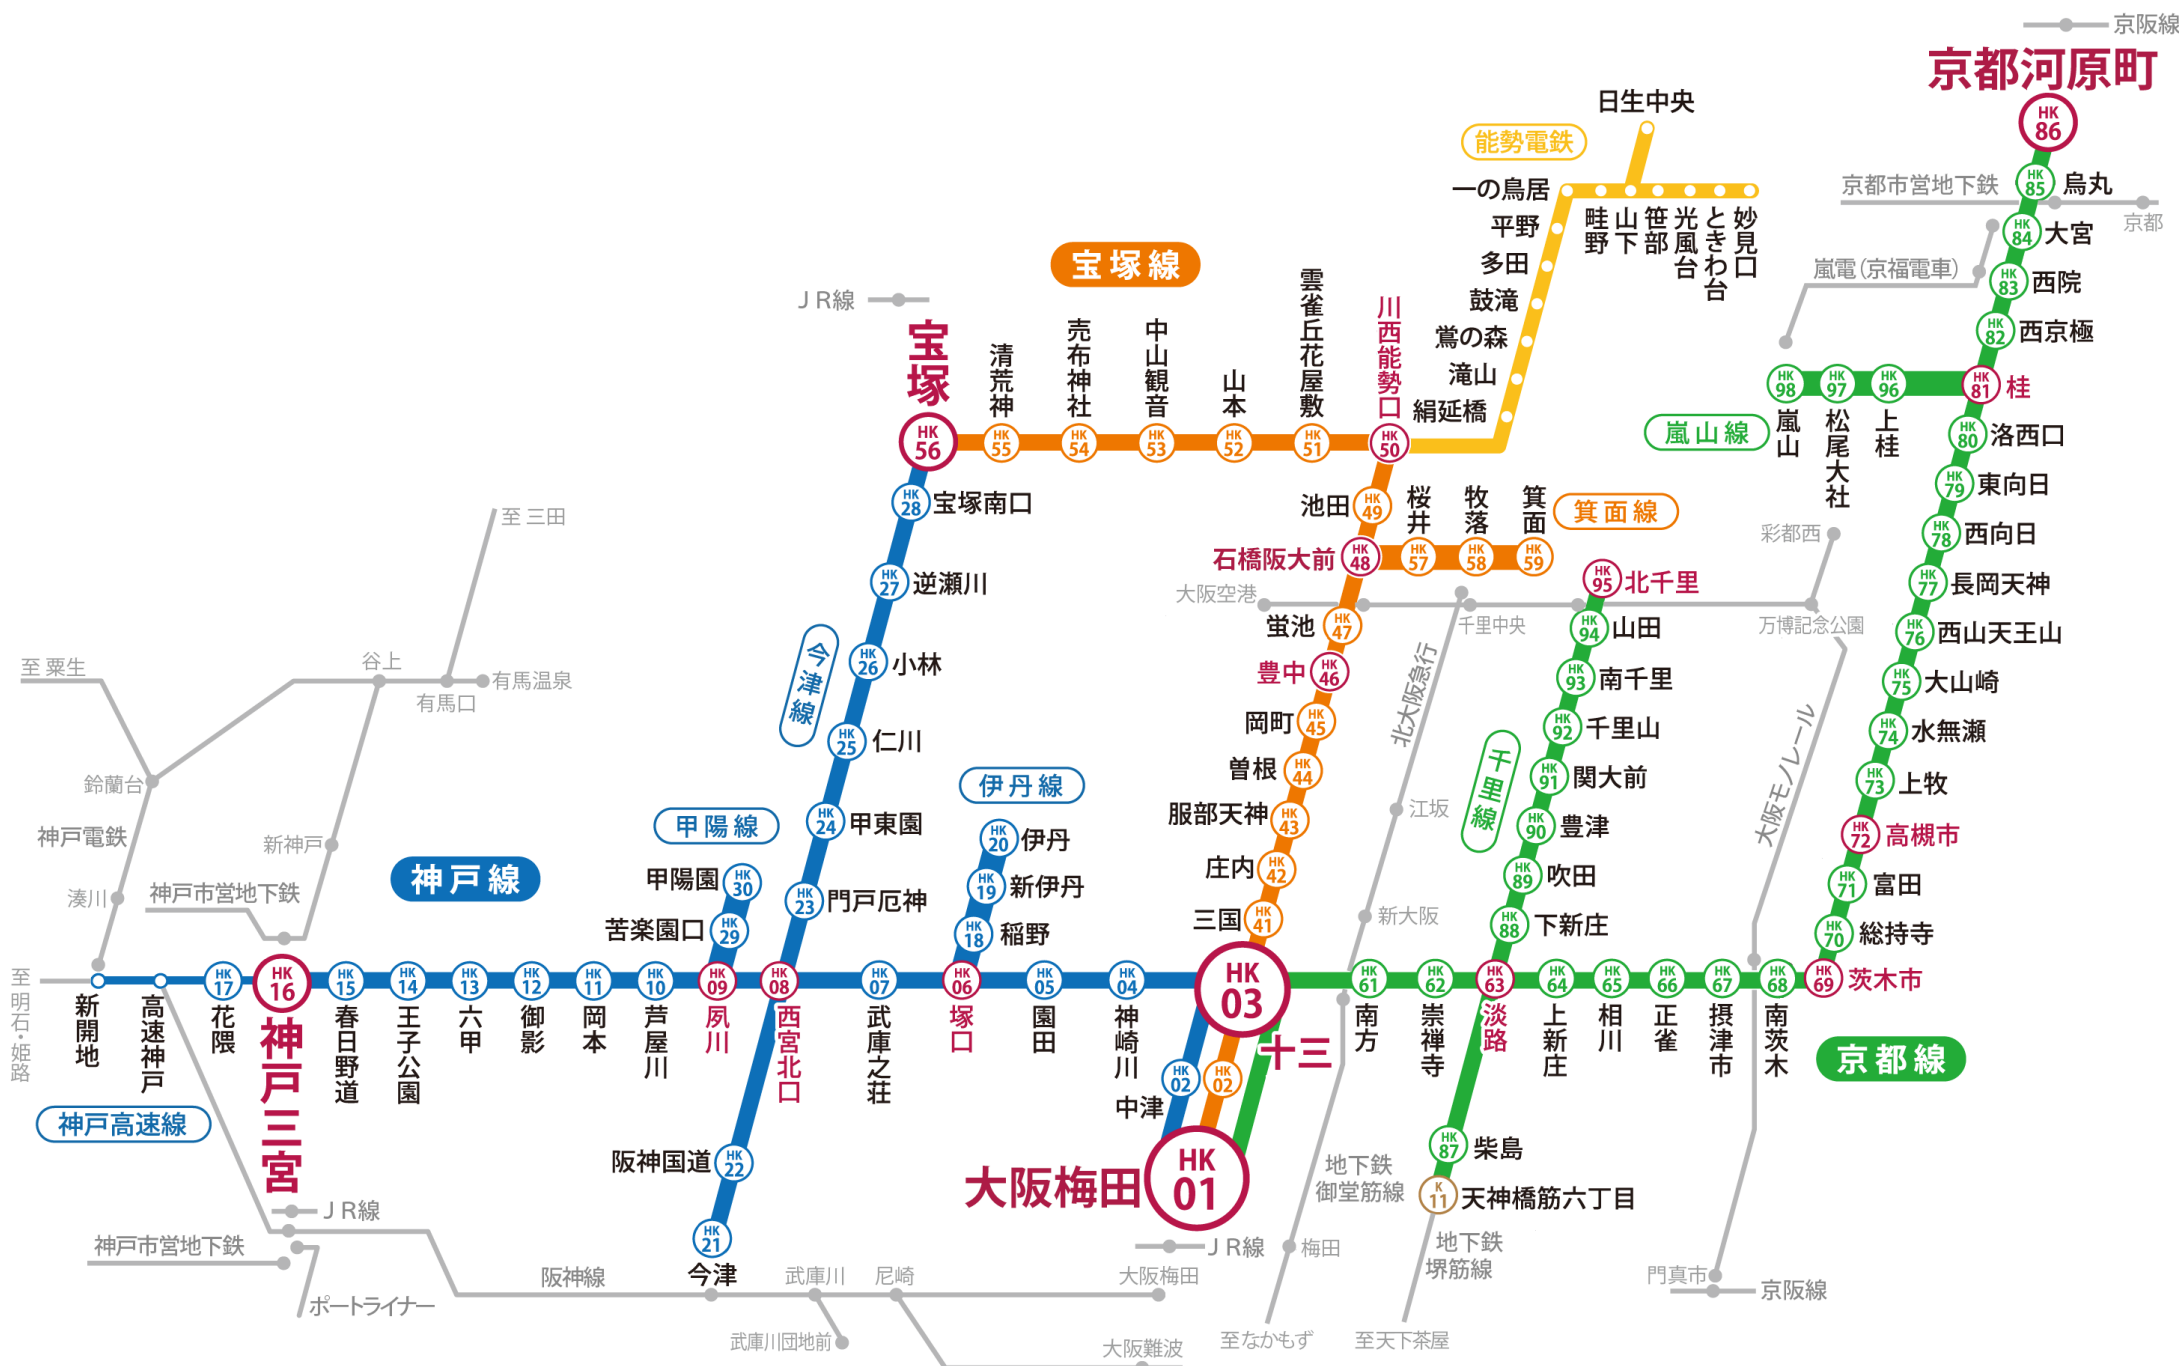 京阪線
京都河原町
HK 86
HK 85 烏丸
京都市営地下鉄
京都
HK 84 大宮
嵐電(京福電車)
HK 83 西院
HK 82 西京極
HK 81 桂
HK 98 嵐山
HK 97 松尾大社
HK 96 上桂
嵐山線
HK 80 洛西口
HK 79 東向日
HK 78 西向日
HK 77 長岡天神
HK 76 西山天王山
HK 75 大山崎
HK 74 水無瀬
HK 73 上牧
HK 72 高槻市
HK 71 富田
HK 70 総持寺
HK 69 茨木市
京都線
HK 68 南茨木
HK 67 摂津市
HK 66 正雀
HK 65 相川
HK 64 上新庄
HK 63 淡路
HK 62 崇禅寺
HK 61 南方
彩都西
万博記念公園
大阪モノレール
門真市
京阪線
日生中央
能勢電鉄
一の鳥居
畦野
山下
笹部
光風台
ときわ台
妙見口
平野
多田
鼓滝
鴬の森
滝山
絹延橋
宝塚線
JR線
宝塚
HK 56
HK 55 清荒神
HK 54 売布神社
HK 53 中山観音
HK 52 山本
HK 51 雲雀丘花屋敷
HK 50 川西能勢口
HK 49 池田
HK 48 石橋阪大前
HK 57 桜井
HK 58 牧落
HK 59 箕面
箕面線
大阪空港
千里中央
HK 47 蛍池
HK 46 豊中
HK 45 岡町
HK 44 曽根
HK 43 服部天神
HK 42 庄内
HK 41 三国
北大阪急行
江坂
新大阪
HK 95 北千里
HK 94 山田
HK 93 南千里
HK 92 千里山
HK 91 関大前
千里線
HK 90 豊津
HK 89 吹田
HK 88 下新庄
HK 87 柴島
K 11 天神橋筋六丁目
地下鉄
御堂筋線
地下鉄
堺筋線
至なかもず
至天下茶屋
梅田
HK 28 宝塚南口
HK 27 逆瀬川
HK 26 小林
今津線
HK 25 仁川
HK 24 甲東園
HK 23 門戸厄神
HK 22 阪神国道
HK 21 今津
伊丹線
HK 20 伊丹
HK 19 新伊丹
HK 18 稲野
甲陽線
甲陽園 HK 30
苦楽園口 HK 29
神戸線
至 三田
至 粟生
谷上
有馬口
有馬温泉
鈴蘭台
神戸電鉄
新神戸
湊川
神戸市営地下鉄
至 明石・姫路
新開地
高速神戸
HK 17 花隈
HK 16 神戸三宮
HK 15 春日野道
HK 14 王子公園
HK 13 六甲
HK 12 御影
HK 11 岡本
HK 10 芦屋川
HK 09 夙川
HK 08 西宮北口
HK 07 武庫之荘
HK 06 塚口
HK 05 園田
HK 04 神崎川
HK 03 十三
HK 02 HK 02
中津
大阪梅田 HK 01
JR線
神戸高速線
JR線
神戸市営地下鉄
ポートライナー
阪神線
武庫川
尼崎
大阪梅田
武庫川団地前
大阪難波